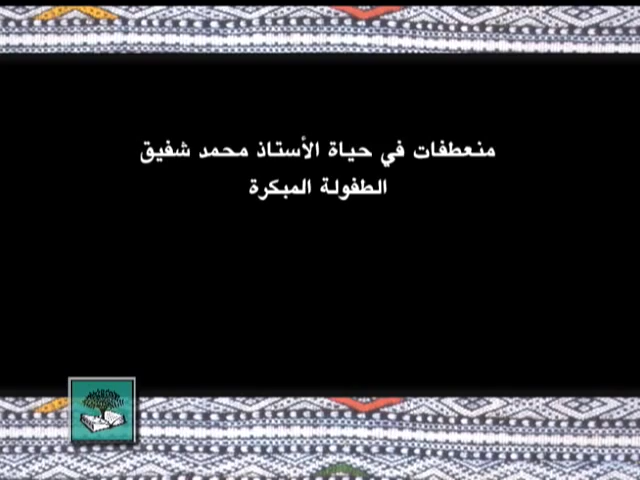 منعطفات في حياة الأستاذ محمد شفيق
الطفولة المبكرة